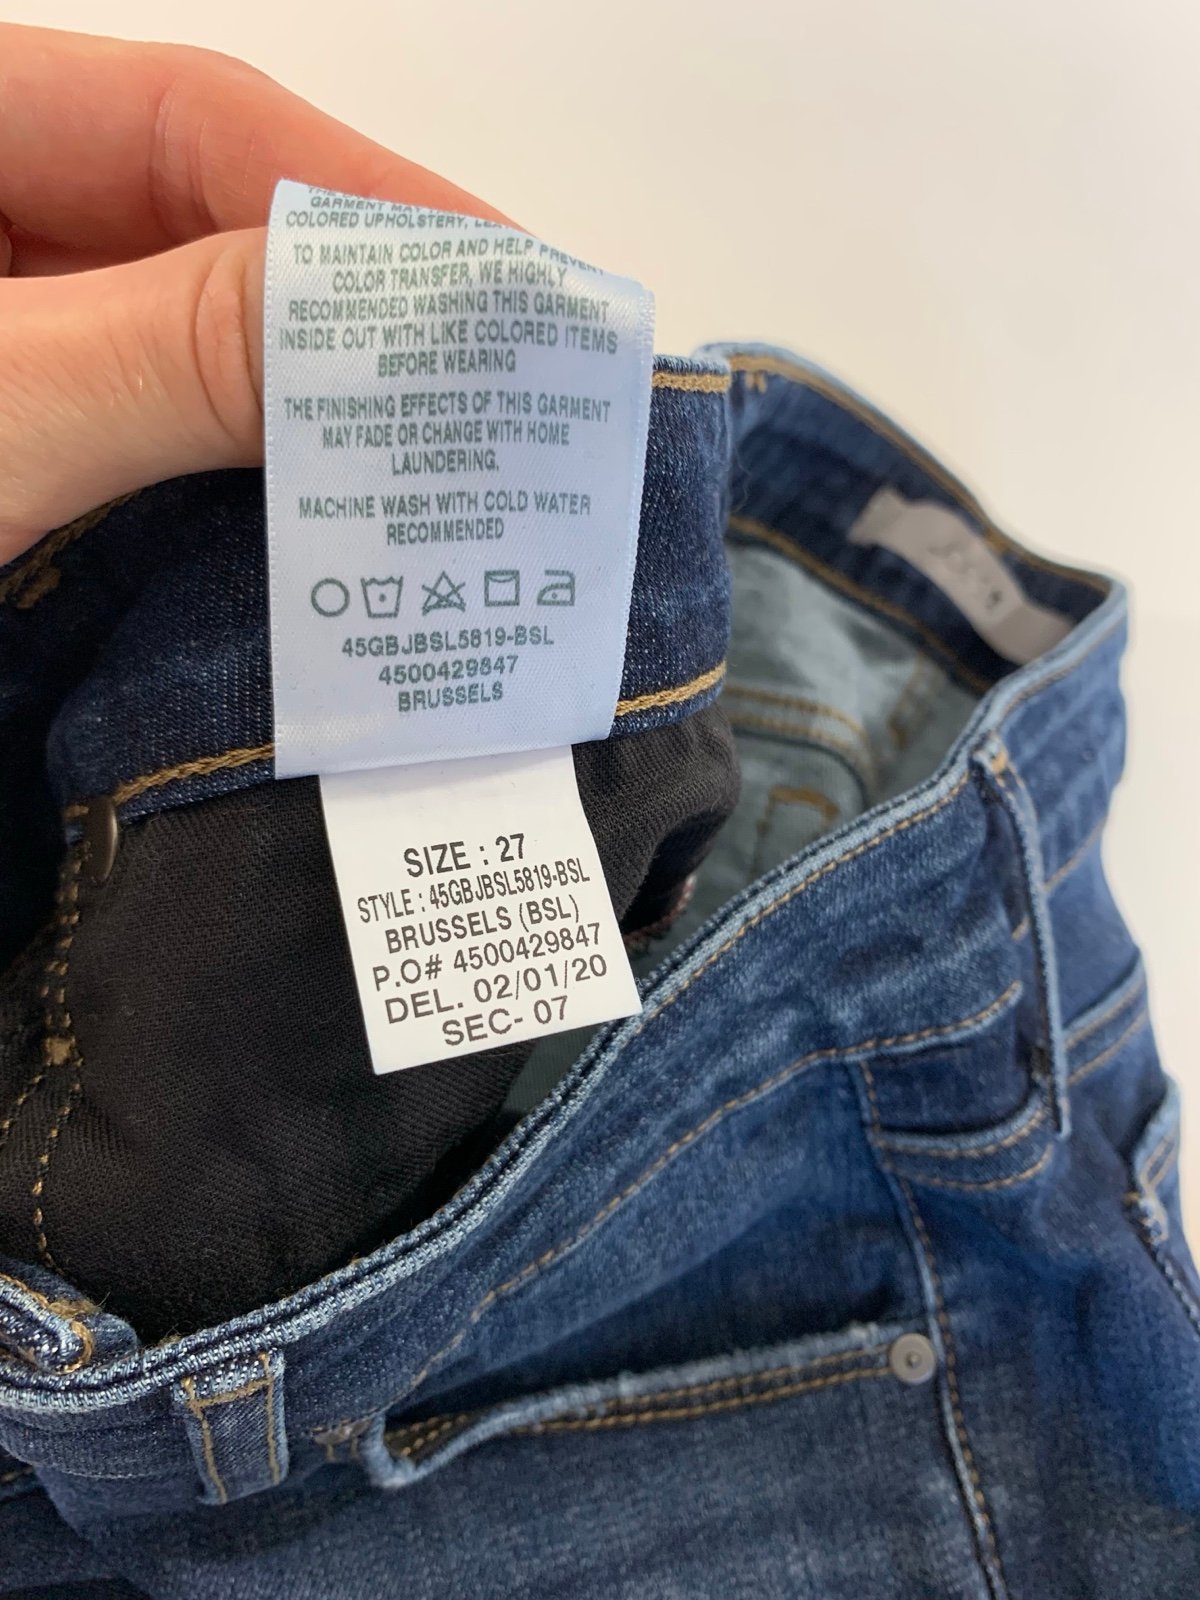 GARMENT MAY
COLORED UPHOLSTERY,
TO MAINTAIN COLOR AND HELP PREVENT
COLOR TRANSFER, WE HIGHLY
RECOMMENDED WASHING THIS GARMENT
INSIDE OUT WITH LIKE COLORED ITEMS
BEFORE WEARING
THE FINISHING EFFECTS OF THIS GARMENT
MAY FADE OR CHANGE WITH HOME
LAUNDERING.
MACHINE WASH WITH COLD WATER
RECOMMENDED
45GBJBSL5819-BSL
4500429847
BRUSSELS
SIZE : 27
STYLE : 45GBJBSL5819-BSL
BRUSSELS (BSL)
P.O# 4500429847
DEL. 02/01/20
SEC- 07